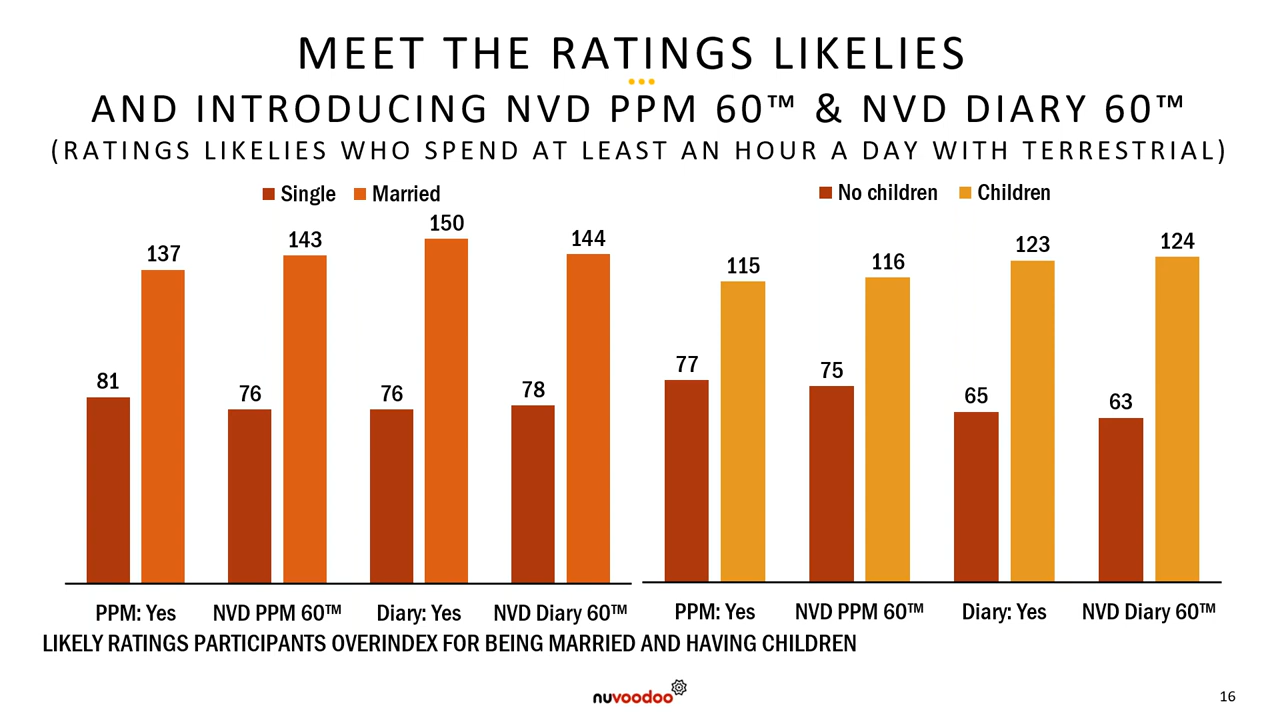 MEET THE RATINGS LIKELIES
AND INTRODUCING NVD PPM 60™ & NVD DIARY 60™
(RATINGS LIKELIES WHO SPEND AT LEAST AN HOUR A DAY WITH TERRESTRIAL)
Single Married
137 143 150 144
81 76 76 78
PPM: Yes NVD PPM 60™ Diary: Yes NVD Diary 60™
No children Children
115 116 123 124
77 75 65 63
PPM: Yes NVD PPM 60™ Diary: Yes NVD Diary 60™
LIKELY RATINGS PARTICIPANTS OVERINDEX FOR BEING MARRIED AND HAVING CHILDREN
nuvoodoo
16